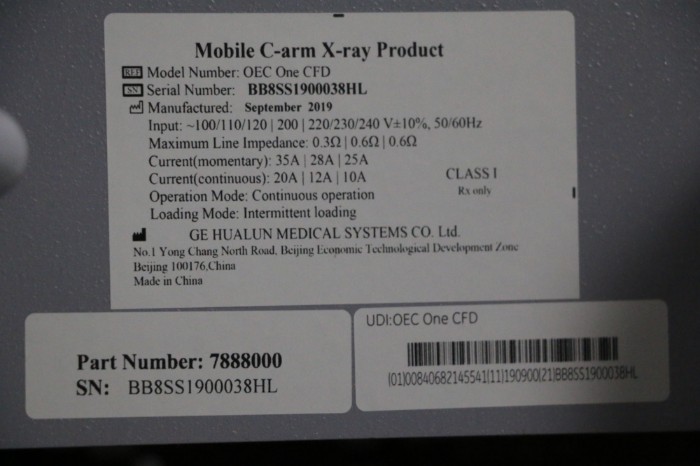 Mobile C-arm X-ray Product
REF Model Number: OEC One CFD
SN Serial Number: BB8SS1900038HL
Manufactured: September 2019
Input: ~100/110/120 | 200 | 220/230/240 V±10%, 50/60Hz
Maximum Line Impedance: 0.3Ω | 0.6Ω | 0.6Ω
Current(momentary): 35A | 28A | 25A
Current(continuous): 20A | 12A | 10A
CLASS I
Operation Mode: Continuous operation
Rx only
Loading Mode: Intermittent loading
GE HUALUN MEDICAL SYSTEMS CO. Ltd.
No.1 Yong Chang North Road, Beijing Economic Technological Development Zone
Beijing 100176,China
Made in China
Part Number: 7888000
SN: BB8SS1900038HL
UDI:OEC One CFD
(01)00840682145541(11)190900(21)BB8SS1900038HL